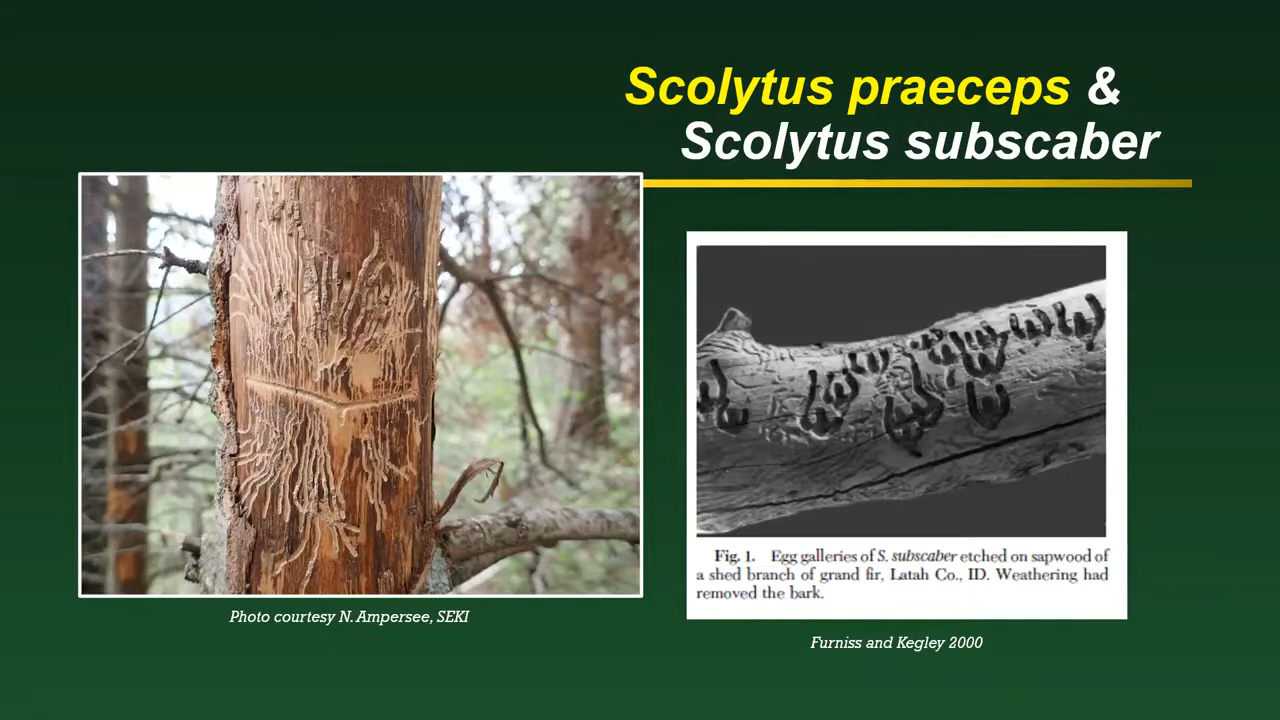 Scolytus praeceps &
Scolytus subscaber
Photo courtesy N. Ampersee, SEKI
Fig. 1. Egg galleries of S. subscaber etched on sapwood of
a shed branch of grand fir, Latah Co., ID. Weathering had
removed the bark.
Furniss and Kegley 2000